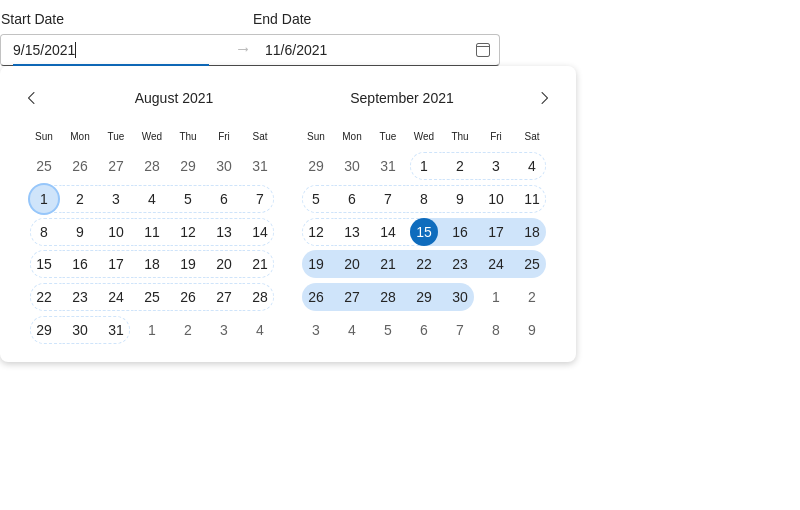 Start Date End Date
9/15/2021 → 11/6/2021
August 2021 September 2021
Sun Mon Tue Wed Thu Fri Sat Sun Mon Tue Wed Thu Fri Sat
25 26 27 28 29 30 31 29 30 31 1 2 3 4
1 2 3 4 5 6 7 5 6 7 8 9 10 11
8 9 10 11 12 13 14 12 13 14 15 16 17 18
15 16 17 18 19 20 21 19 20 21 22 23 24 25
22 23 24 25 26 27 28 26 27 28 29 30 1 2
29 30 31 1 2 3 4 3 4 5 6 7 8 9